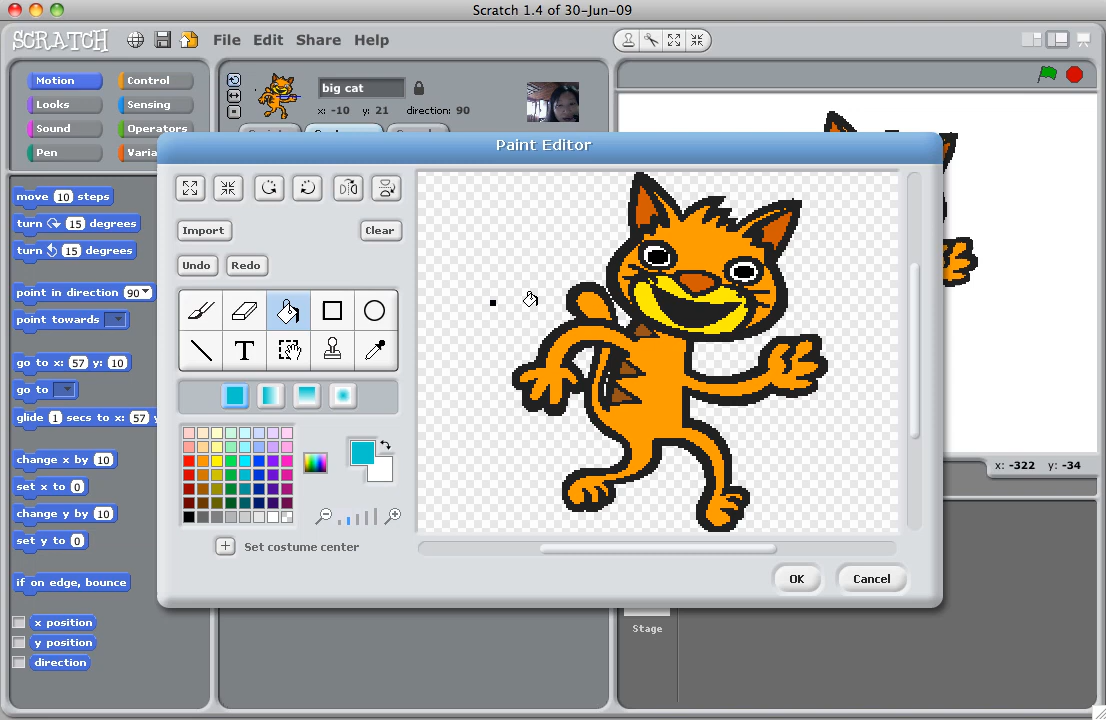 Scratch 1.4 of 30-Jun-09
SCRATCH File Edit Share Help
Motion Control
Looks Sensing
Sound Operators
Pen Varia
big cat
x: -10 y: 21 direction: 90
Paint Editor
Import Clear
Undo Redo
T
Set costume center
OK Cancel
move 10 steps
turn 15 degrees
turn 15 degrees
point in direction 90
point towards
go to x: 57 y: 10
go to
glide 1 secs to x: 57 y
change x by 10
set x to 0
change y by 10
set y to 0
if on edge, bounce
x position
y position
direction
x: -322 y: -34
Stage